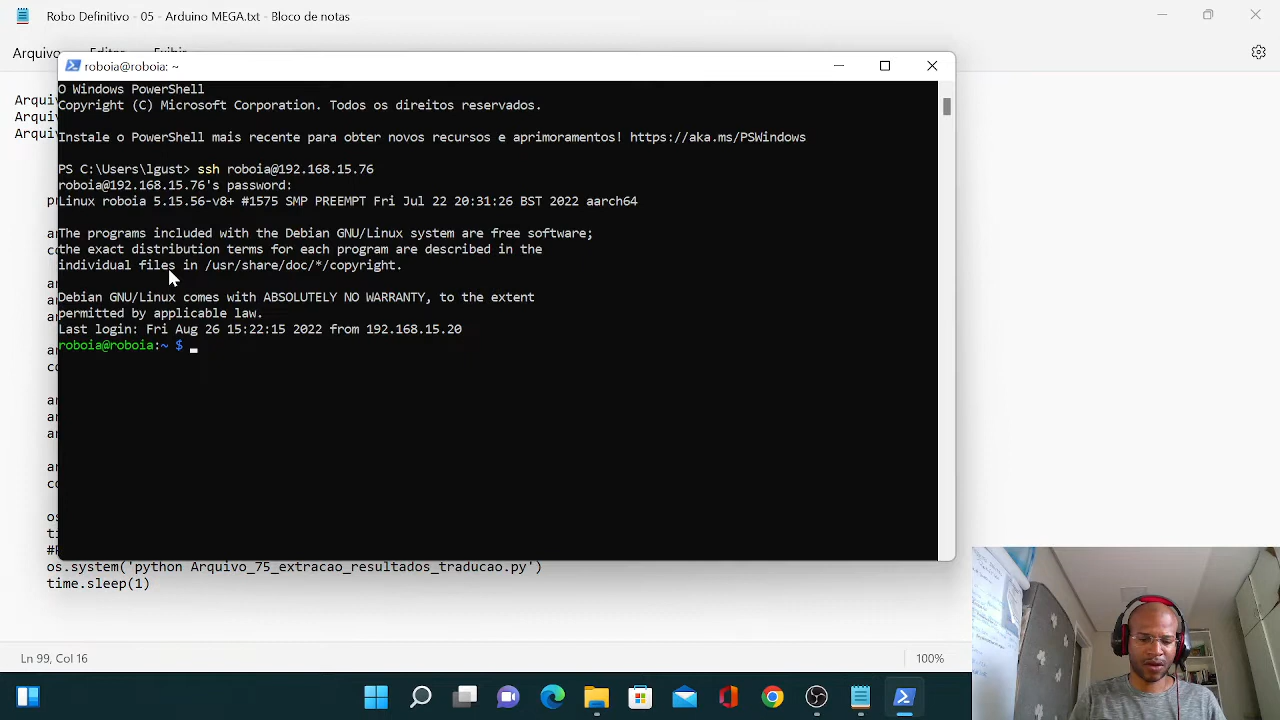 Robo Definitivo - 05 - Arduino MEGA.txt - Bloco de notas
Arquivo Editar Exibir
roboia@roboia: ~
O Windows PowerShell
Copyright (C) Microsoft Corporation. Todos os direitos reservados.
Instale o PowerShell mais recente para obter novos recursos e aprimoramentos! https://aka.ms/PSWindows
PS C:\Users\lgust> ssh roboia@192.168.15.76
roboia@192.168.15.76's password:
Linux roboia 5.15.56-v8+ #1575 SMP PREEMPT Fri Jul 22 20:31:26 BST 2022 aarch64
The programs included with the Debian GNU/Linux system are free software;
the exact distribution terms for each program are described in the
individual files in /usr/share/doc/*/copyright.
Debian GNU/Linux comes with ABSOLUTELY NO WARRANTY, to the extent
permitted by applicable law.
Last login: Fri Aug 26 15:22:15 2022 from 192.168.15.20
roboia@roboia:~ $
os.system('python Arquivo_75_extracao_resultados_traducao.py')
time.sleep(1)
Ln 99, Col 16
100%